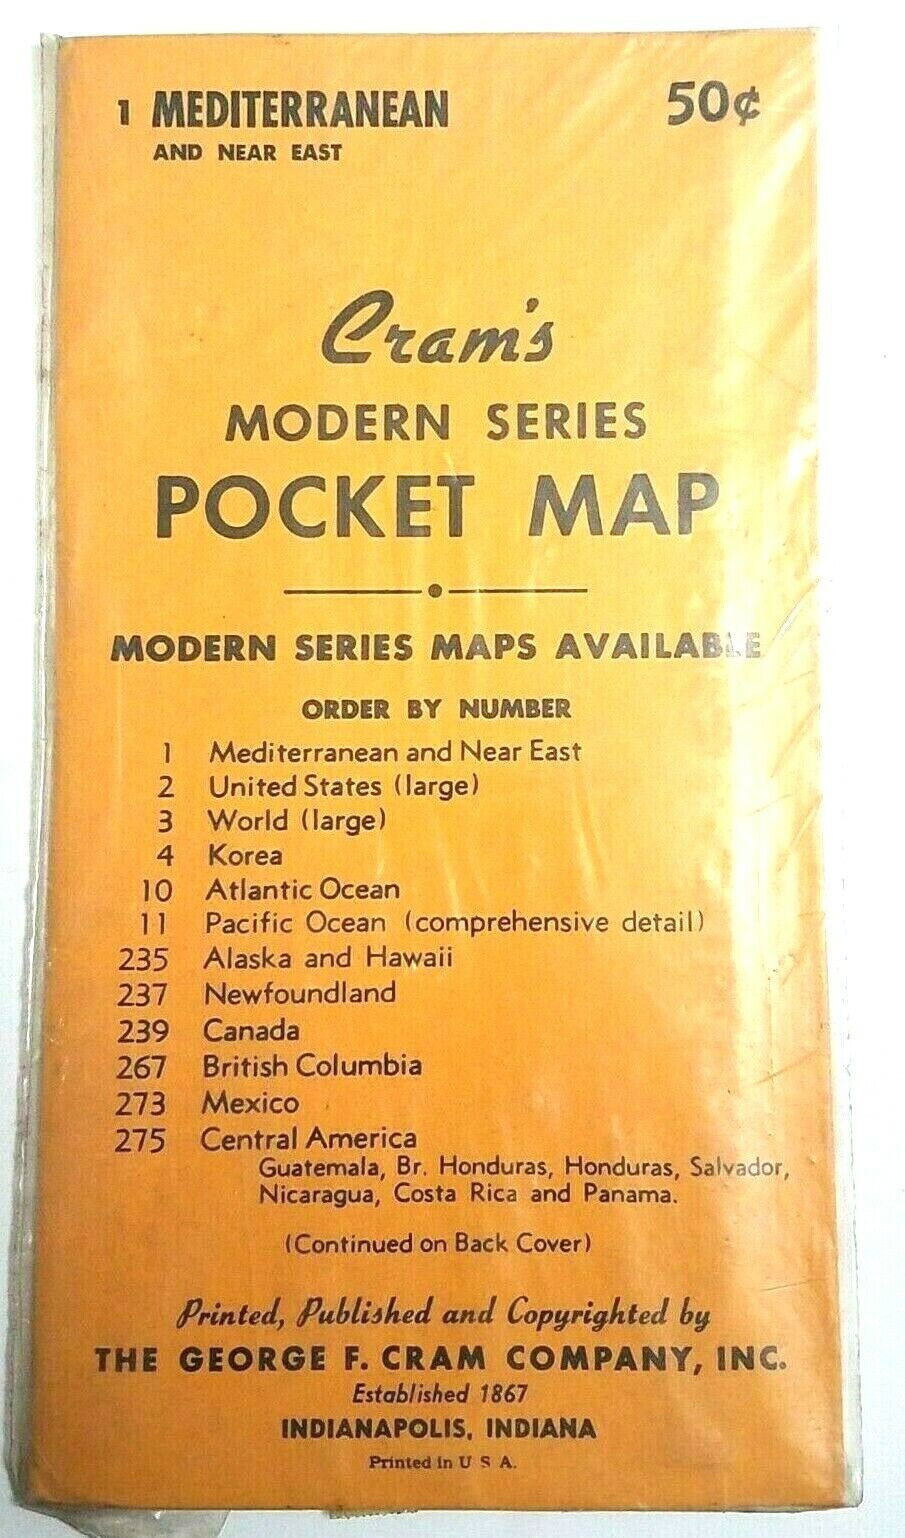 1 MEDITERRANEAN 50¢
AND NEAR EAST
Cram's
MODERN SERIES
POCKET MAP
MODERN SERIES MAPS AVAILABLE
ORDER BY NUMBER
1 Mediterranean and Near East
2 United States (large)
3 World (large)
4 Korea
10 Atlantic Ocean
11 Pacific Ocean (comprehensive detail)
235 Alaska and Hawaii
237 Newfoundland
239 Canada
267 British Columbia
273 Mexico
275 Central America
Guatemala, Br. Honduras, Honduras, Salvador,
Nicaragua, Costa Rica and Panama.
(Continued on Back Cover)
Printed, Published and Copyrighted by
THE GEORGE F. CRAM COMPANY, INC.
Established 1867
INDIANAPOLIS, INDIANA
Printed in U S A.